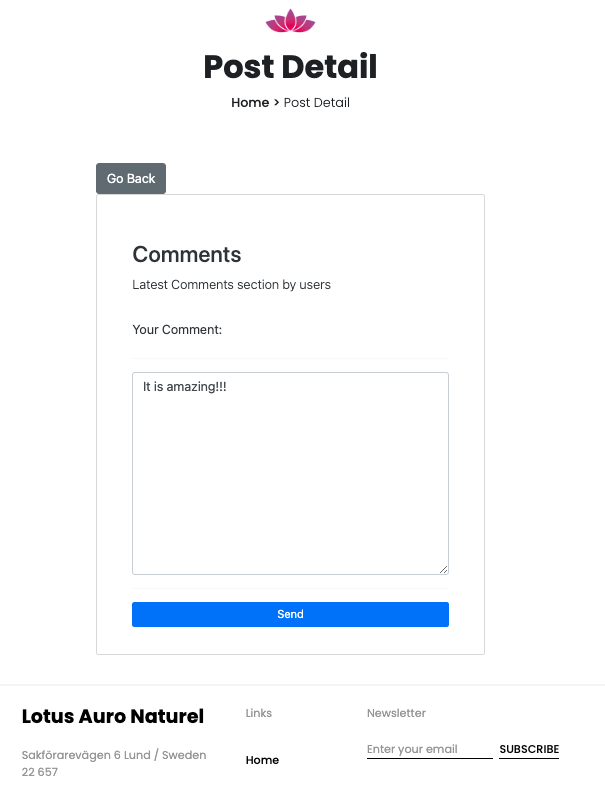 Post Detail
Home > Post Detail
Go Back
Comments
Latest Comments section by users
Your Comment:
It is amazing!!!
Send
Lotus Auro Naturel
Sakförarevägen 6 Lund / Sweden
22 657
Links
Home
Newsletter
Enter your email
SUBSCRIBE